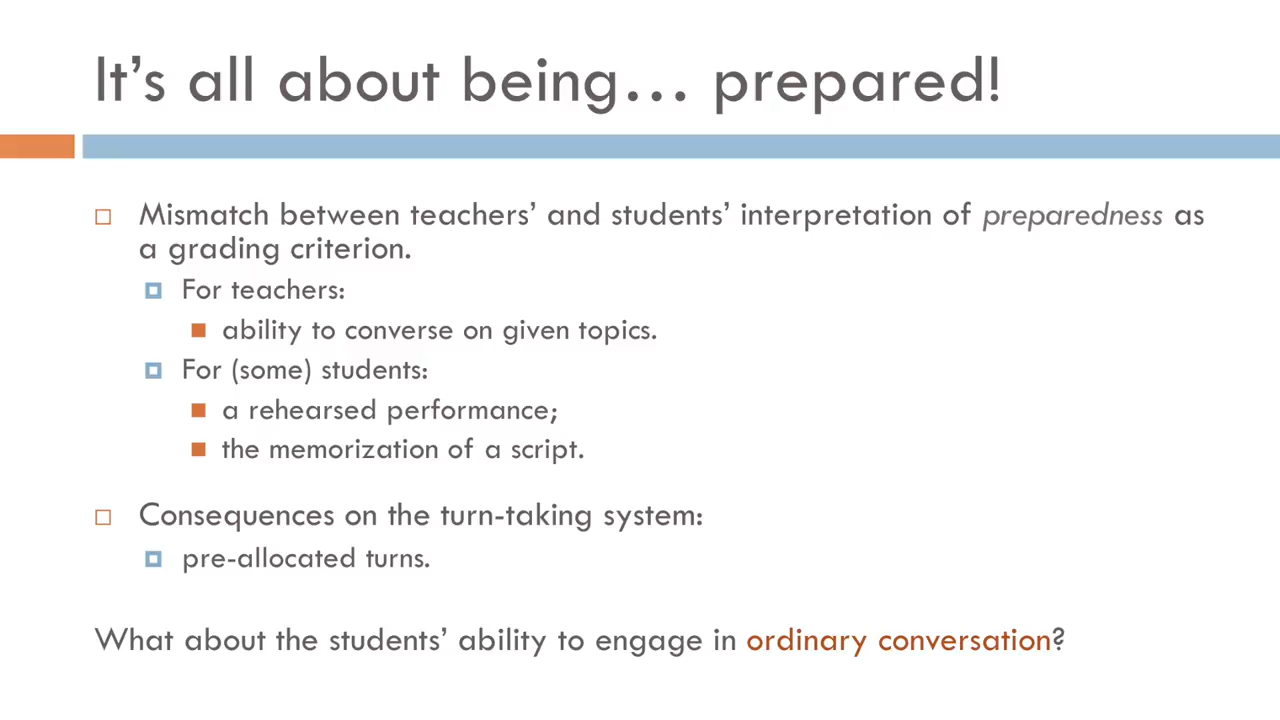 It’s all about being… prepared!
Mismatch between teachers’ and students’ interpretation of preparedness as
a grading criterion.
For teachers:
ability to converse on given topics.
For (some) students:
a rehearsed performance;
the memorization of a script.
Consequences on the turn-taking system:
pre-allocated turns.
What about the students’ ability to engage in ordinary conversation?